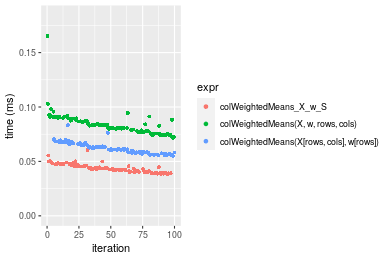 time (ms)
0.15
0.10
0.05
0.00
0
25
50
75
100
iteration
expr
colWeightedMeans_X_w_S
colWeightedMeans(X, w, rows, cols)
colWeightedMeans(X[rows, cols], w[rows])